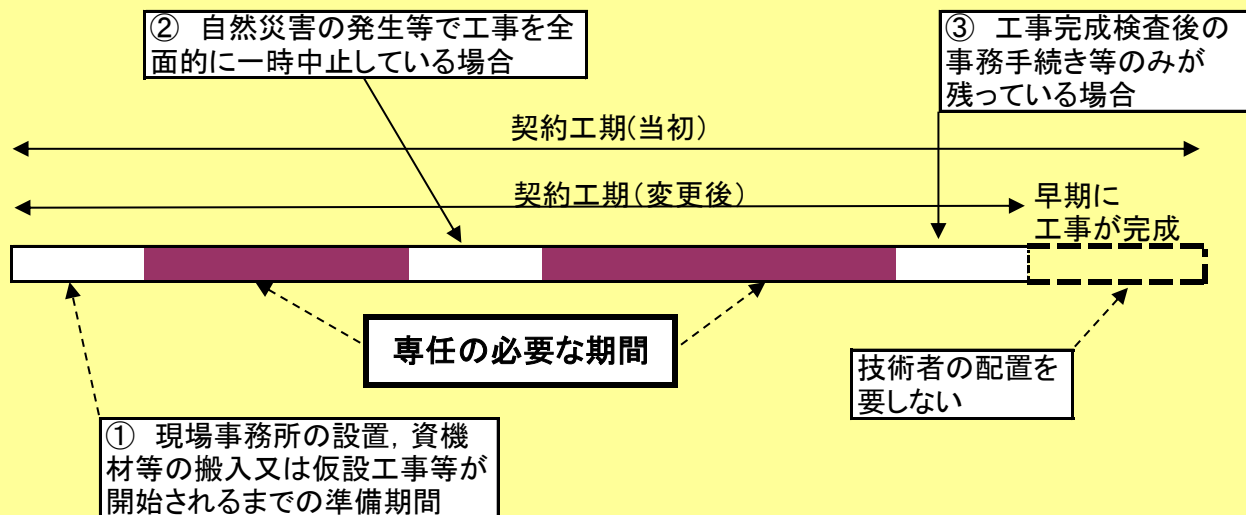 ② 自然災害の発生等で工事を全
面的に一時中止している場合
③ 工事完成検査後の
事務手続き等のみが
残っている場合
契約工期(当初)
契約工期(変更後)
早期に
工事が完成
専任の必要な期間
技術者の配置を
要しない
① 現場事務所の設置, 資機
材等の搬入又は仮設工事等が
開始されるまでの準備期間